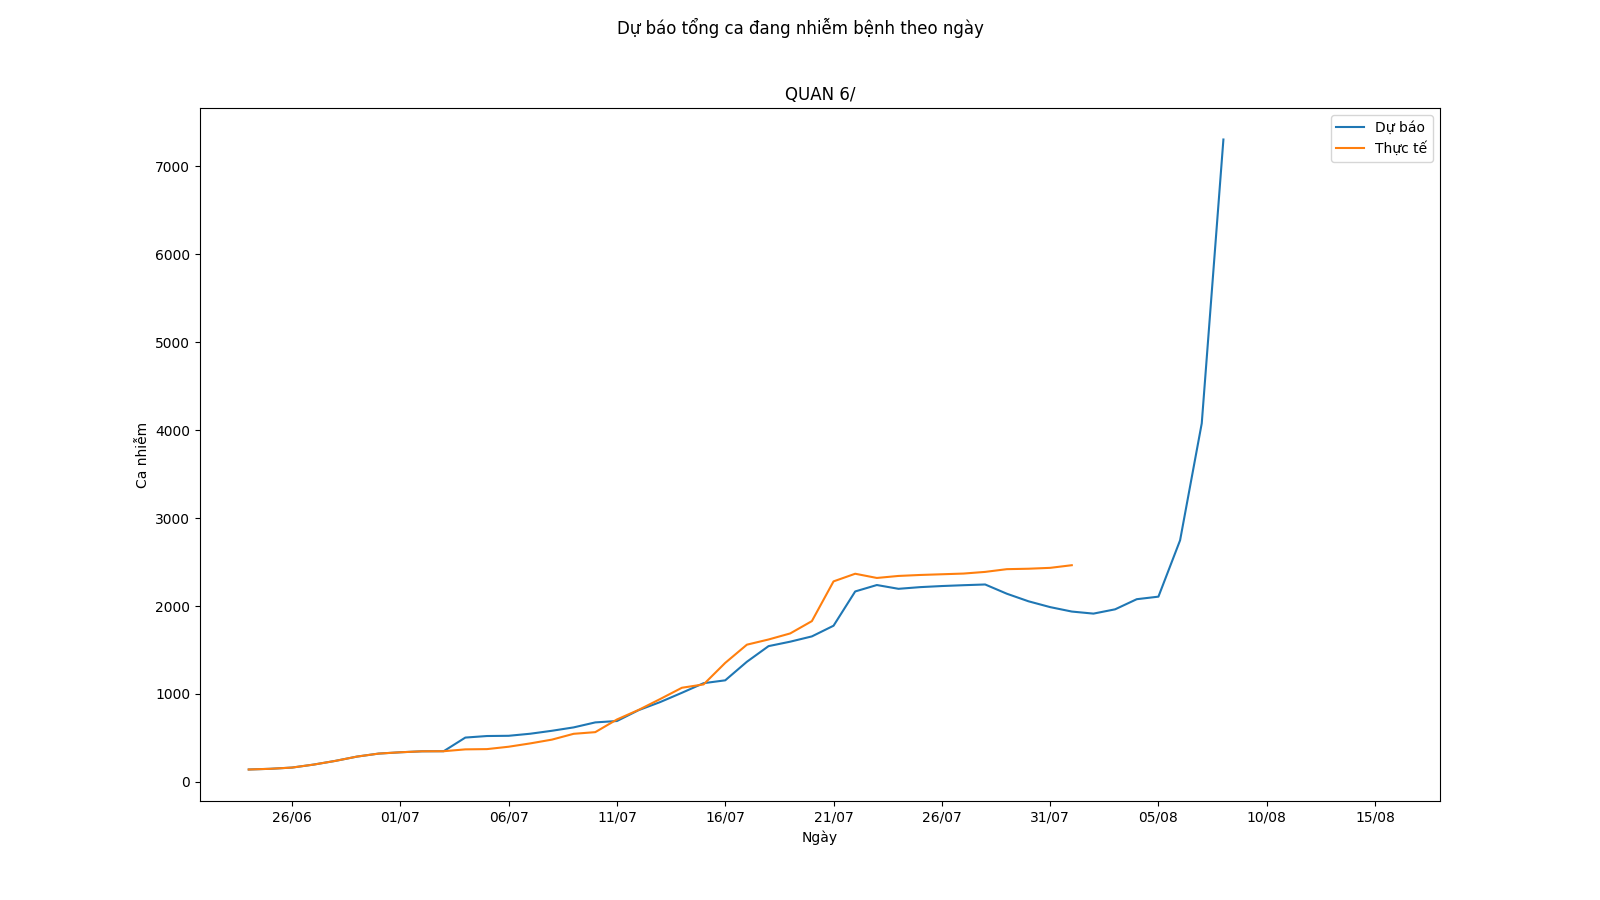 Dự báo tổng ca đang nhiễm bệnh theo ngày
QUAN 6/
Dự báo
Thực tế
7000
6000
5000
4000
3000
2000
1000
0
Ca nhiễm
26/06 01/07 06/07 11/07 16/07 21/07 26/07 31/07 05/08 10/08 15/08
Ngày